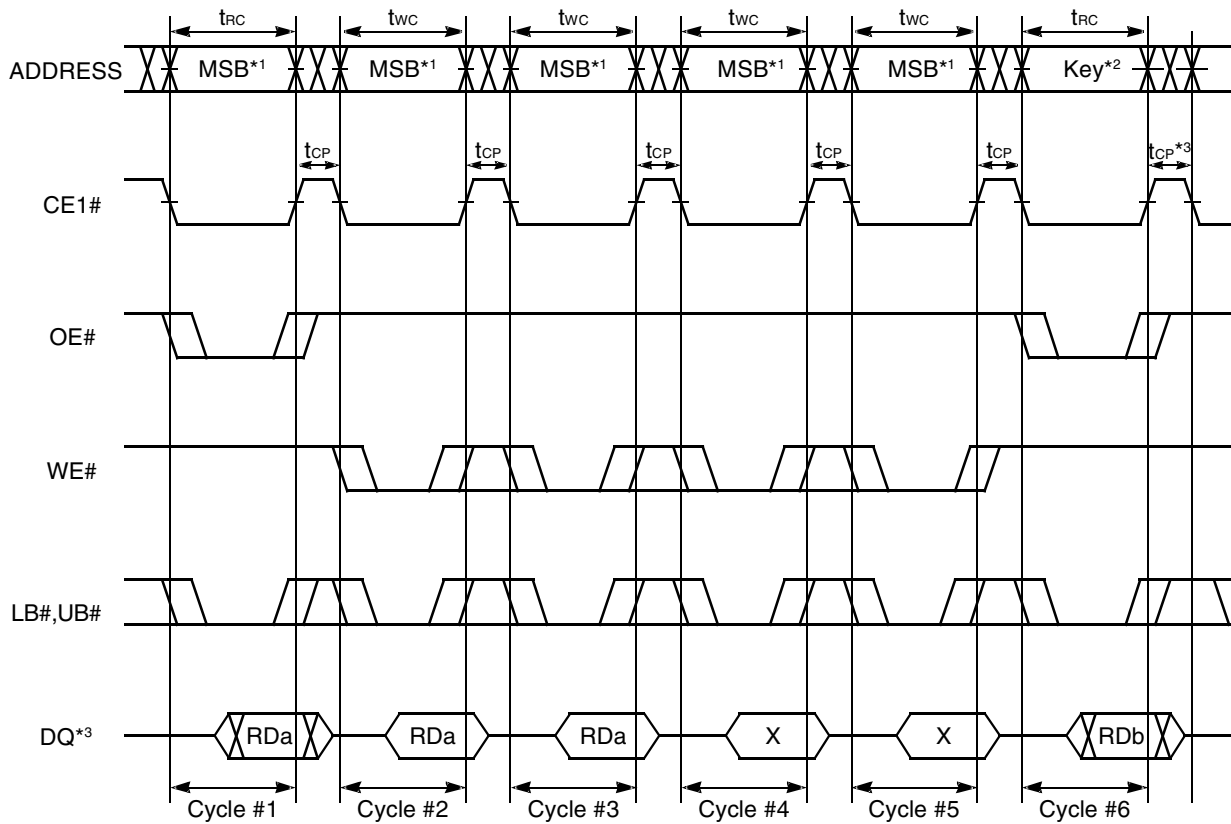 tRC tWC tWC tWC tWC tRC
ADDRESS MSB*1 MSB*1 MSB*1 MSB*1 MSB*1 Key*2
tCP tCP tCP tCP tCP tCP*3
CE1#
OE#
WE#
LB#,UB#
DQ*3 RDa RDa RDa X X RDb
Cycle #1 Cycle #2 Cycle #3 Cycle #4 Cycle #5 Cycle #6